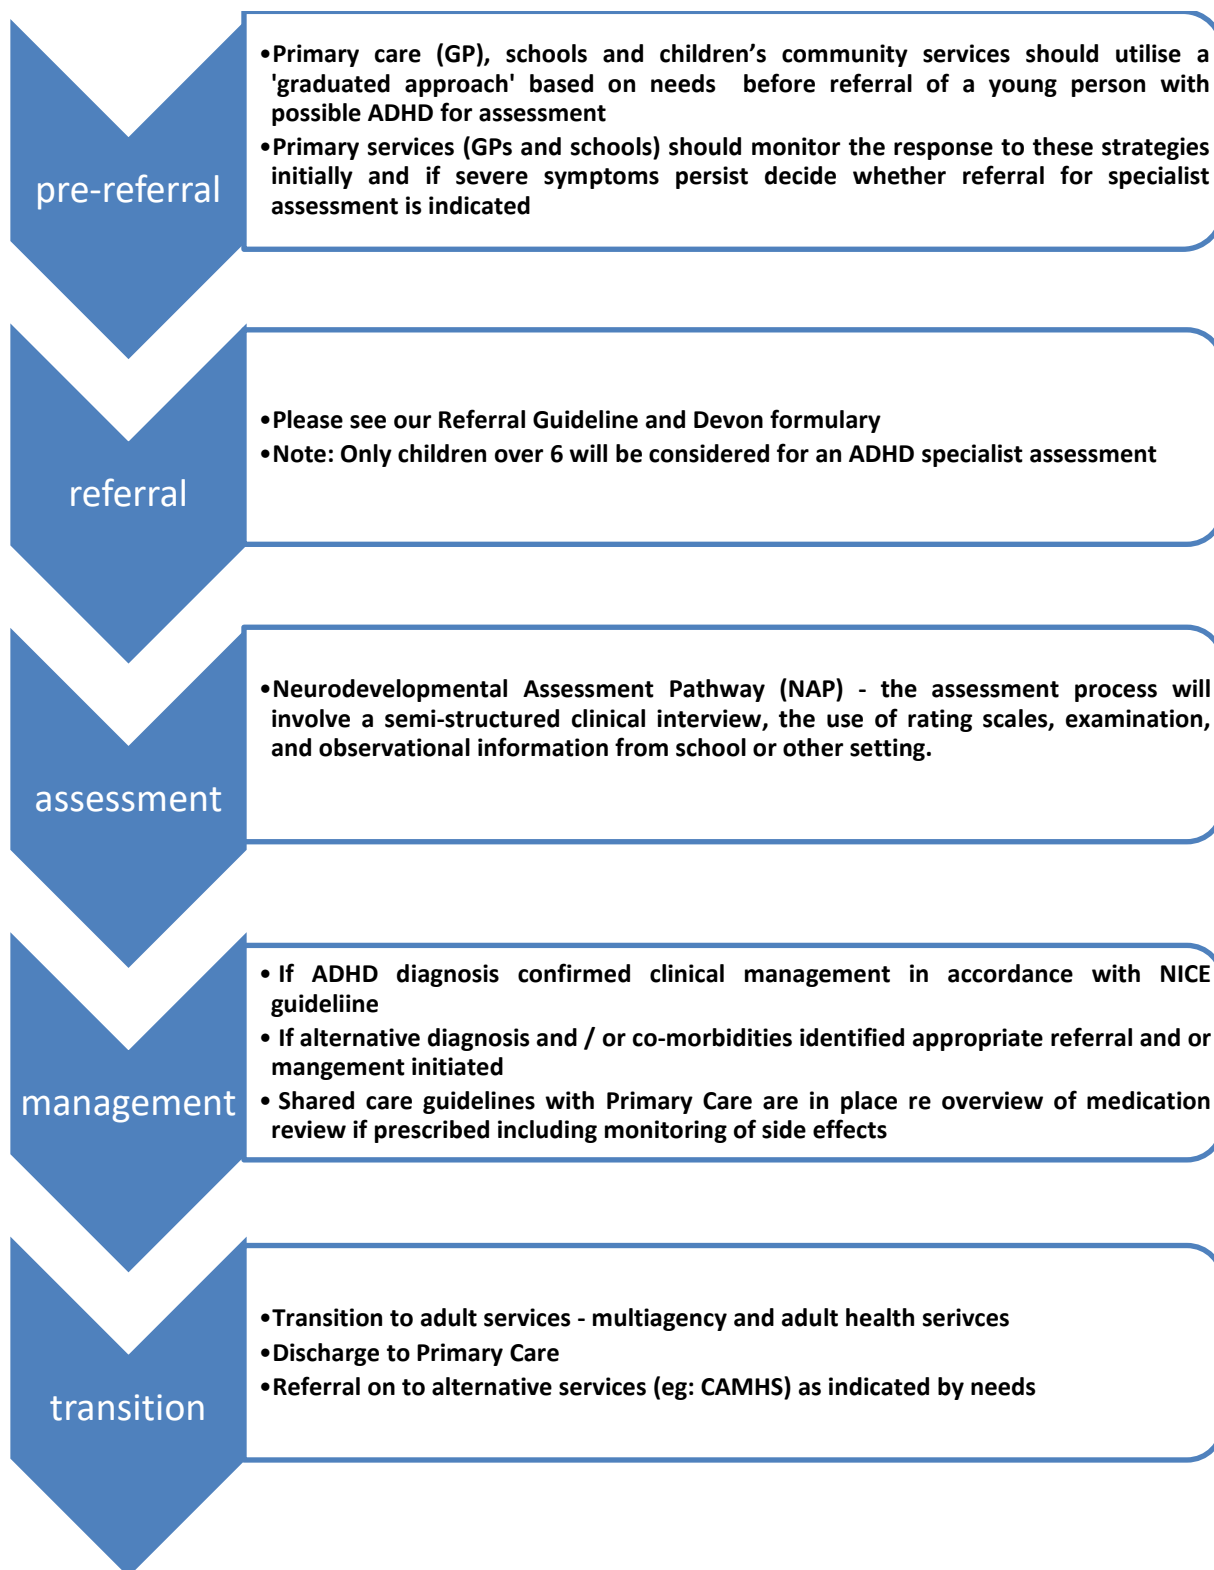 pre-referral
•Primary care (GP), schools and children’s community services should utilise a
'graduated approach' based on needs before referral of a young person with
possible ADHD for assessment
•Primary services (GPs and schools) should monitor the response to these strategies
initially and if severe symptoms persist decide whether referral for specialist
assessment is indicated
referral
•Please see our Referral Guideline and Devon formulary
•Note: Only children over 6 will be considered for an ADHD specialist assessment
assessment
•Neurodevelopmental Assessment Pathway (NAP) - the assessment process will
involve a semi-structured clinical interview, the use of rating scales, examination,
and observational information from school or other setting.
management
• If ADHD diagnosis confirmed clinical management in accordance with NICE
guideliine
• If alternative diagnosis and / or co-morbidities identified appropriate referral and or
mangement initiated
• Shared care guidelines with Primary Care are in place re overview of medication
review if prescribed including monitoring of side effects
transition
•Transition to adult services - multiagency and adult health serivces
•Discharge to Primary Care
•Referral on to alternative services (eg: CAMHS) as indicated by needs